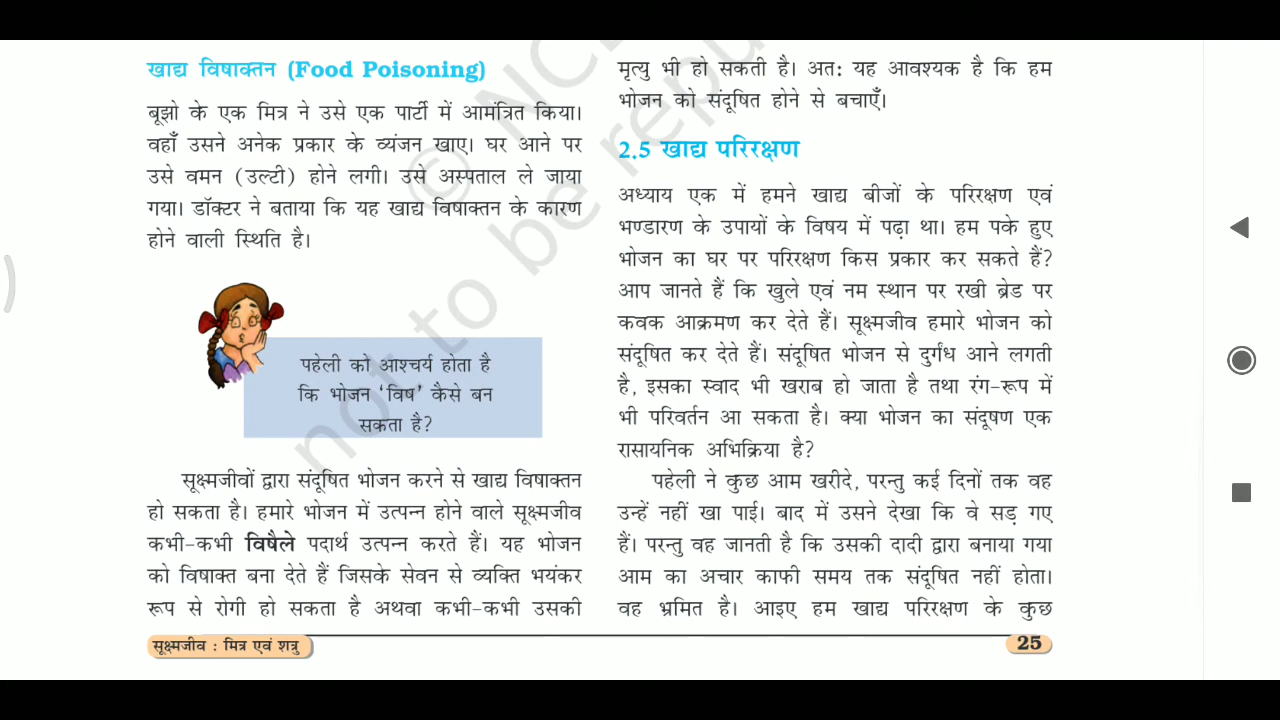 खाद्य विषाक्तन (Food Poisoning)
बूझो के एक मित्र ने उसे एक पार्टी में आमंत्रित किया।
वहाँ उसने अनेक प्रकार के व्यंजन खाए। घर आने पर
उसे वमन (उल्टी) होने लगी। उसे अस्पताल ले जाया
गया। डॉक्टर ने बताया कि यह खाद्य विषाक्तन के कारण
होने वाली स्थिति है।
पहेली को आश्चर्य होता है
कि भोजन ‘विष’ कैसे बन
सकता है?
सूक्ष्मजीवों द्वारा संदूषित भोजन करने से खाद्य विषाक्तन
हो सकता है। हमारे भोजन में उत्पन्न होने वाले सूक्ष्मजीव
कभी-कभी विषैले पदार्थ उत्पन्न करते हैं। यह भोजन
को विषाक्त बना देते हैं जिसके सेवन से व्यक्ति भयंकर
रूप से रोगी हो सकता है अथवा कभी-कभी उसकी
मृत्यु भी हो सकती है। अतः यह आवश्यक है कि हम
भोजन को संदूषित होने से बचाएँ।
2.5 खाद्य परिरक्षण
अध्याय एक में हमने खाद्य बीजों के परिरक्षण एवं
भण्डारण के उपायों के विषय में पढ़ा था। हम पके हुए
भोजन का घर पर परिरक्षण किस प्रकार कर सकते हैं?
आप जानते हैं कि खुले एवं नम स्थान पर रखी ब्रेड पर
कवक आक्रमण कर देते हैं। सूक्ष्मजीव हमारे भोजन को
संदूषित कर देते हैं। संदूषित भोजन से दुर्गंध आने लगती
है, इसका स्वाद भी खराब हो जाता है तथा रंग-रूप में
भी परिवर्तन आ सकता है। क्या भोजन का संदूषण एक
रासायनिक अभिक्रिया है?
पहेली ने कुछ आम खरीदे, परन्तु कई दिनों तक वह
उन्हें नहीं खा पाई। बाद में उसने देखा कि वे सड़ गए
हैं। परन्तु वह जानती है कि उसकी दादी द्वारा बनाया गया
आम का अचार काफी समय तक संदूषित नहीं होता।
वह भ्रमित है। आइए हम खाद्य परिरक्षण के कुछ
सूक्ष्मजीव : मित्र एवं शत्रु
25
not to be repu